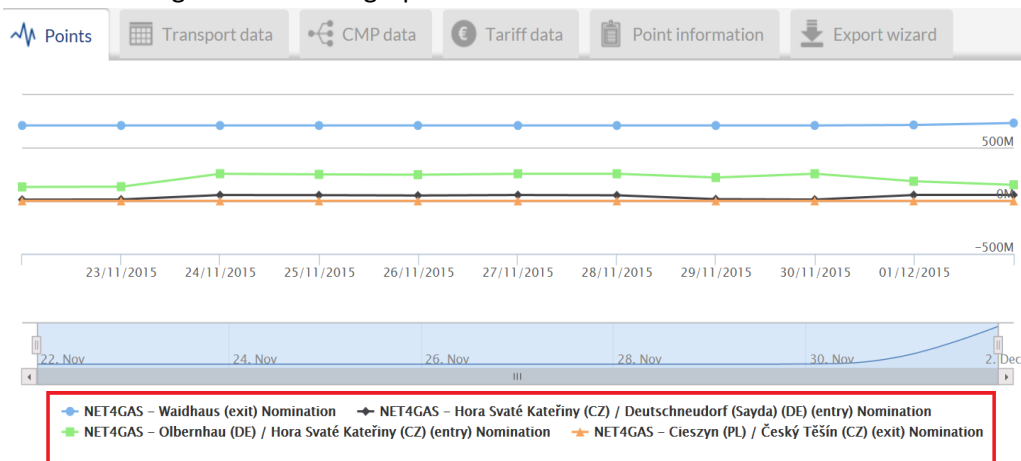 Points Transport data CMP data Tariff data Point information Export wizard
500M
0M
-500M
23/11/2015 24/11/2015 25/11/2015 26/11/2015 27/11/2015 28/11/2015 29/11/2015 30/11/2015 01/12/2015
22. Nov 24. Nov 26. Nov 28. Nov 30. Nov 2. Dec
NET4GAS – Waidhaus (exit) Nomination NET4GAS – Hora Svaté Kateřiny (CZ) / Deutschneudorf (Sayda) (DE) (entry) Nomination
NET4GAS – Olbernhau (DE) / Hora Svaté Kateřiny (CZ) (entry) Nomination NET4GAS – Cieszyn (PL) / Český Těšín (CZ) (exit) Nomination